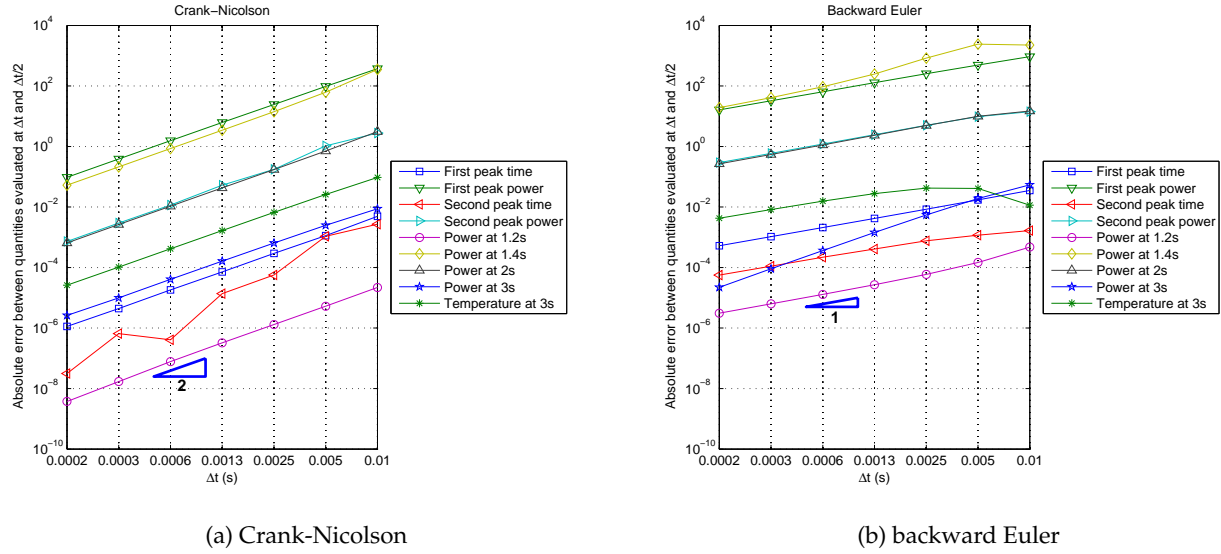 Crank−Nicolson
Absolute error between quantities evaluated at Δt and Δt/2
10^4
10^2
10^0
10^−2
10^−4
10^−6
10^−8
10^−10
2
0.0002 0.0003 0.0006 0.0013 0.0025 0.005 0.01
Δt (s)
First peak time
First peak power
Second peak time
Second peak power
Power at 1.2s
Power at 1.4s
Power at 2s
Power at 3s
Temperature at 3s
(a) Crank-Nicolson
Backward Euler
Absolute error between quantities evaluated at Δt and Δt/2
10^4
10^2
10^0
10^−2
10^−4
10^−6
10^−8
10^−10
1
0.0002 0.0003 0.0006 0.0013 0.0025 0.005 0.01
Δt (s)
First peak time
First peak power
Second peak time
Second peak power
Power at 1.2s
Power at 1.4s
Power at 2s
Power at 3s
Temperature at 3s
(b) backward Euler